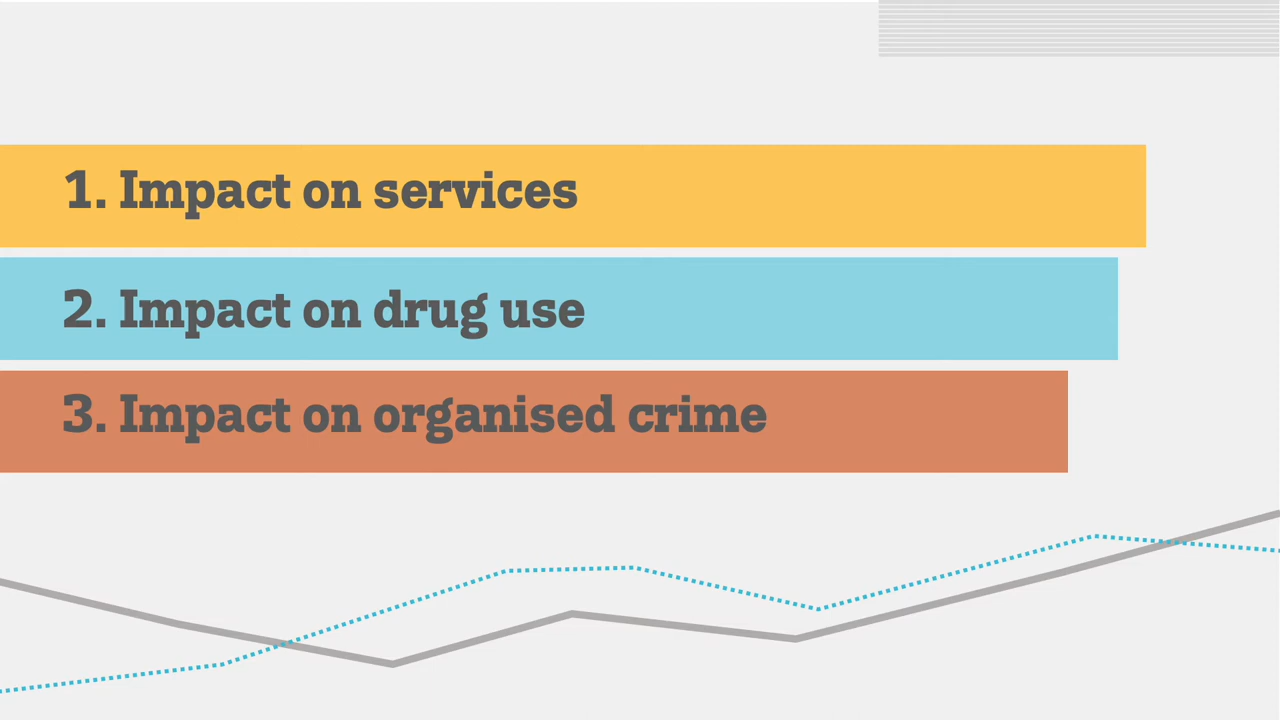 1. Impact on services
2. Impact on drug use
3. Impact on organised crime